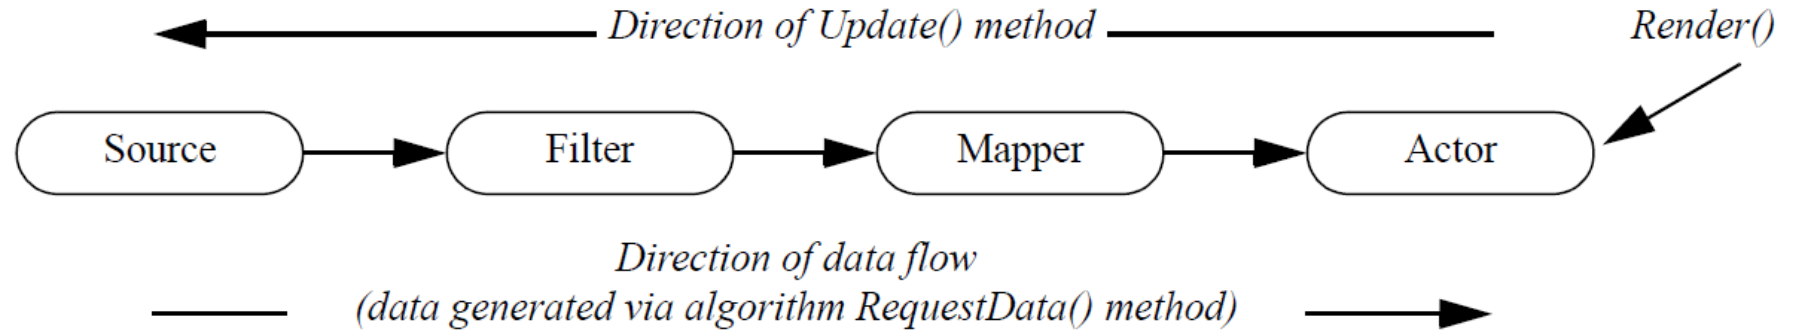 Direction of Update() method
Render()
Source
Filter
Mapper
Actor
Direction of data flow
(data generated via algorithm RequestData() method)